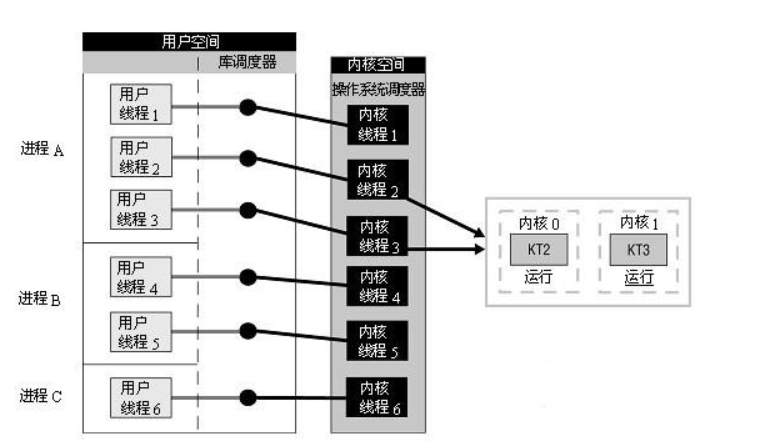 用户空间
库调度器
内核空间
操作系统调度器
进程 A
用户
线程1
用户
线程2
用户
线程3
内核
线程1
内核
线程2
内核
线程3
进程 B
用户
线程4
用户
线程5
内核
线程4
内核
线程5
进程 C
用户
线程6
内核
线程6
内核 0
KT2
运行
内核 1
KT3
运行